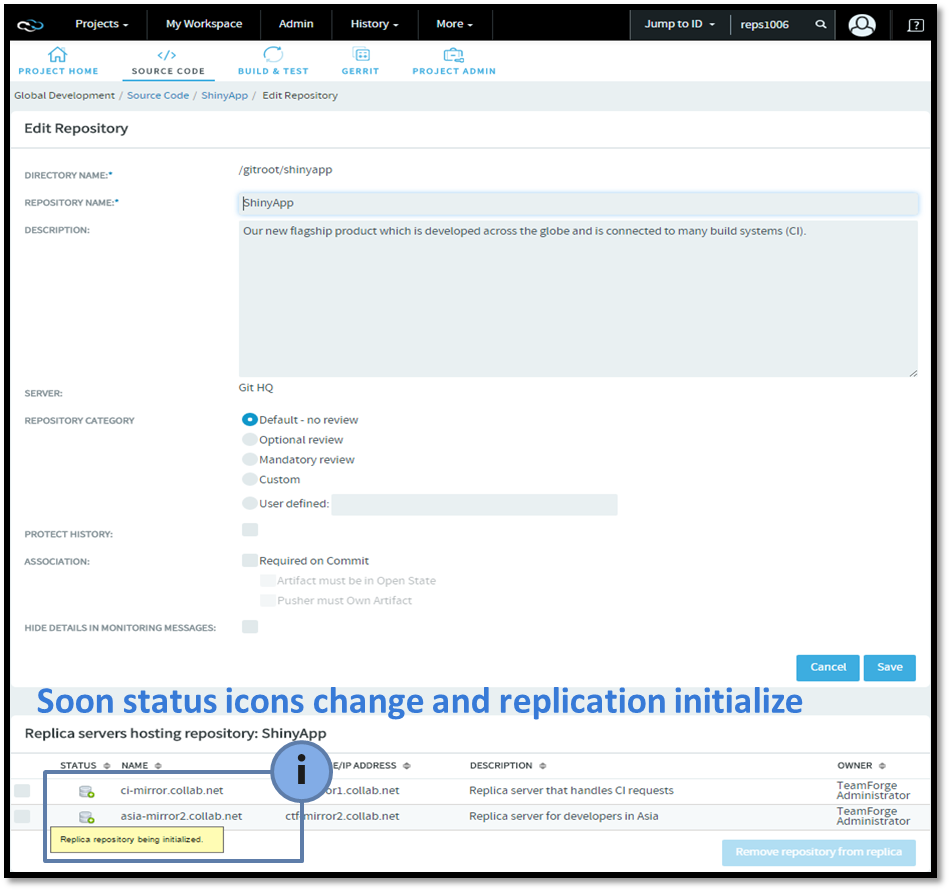 Projects My Workspace Admin History More Jump to ID reps1006
PROJECT HOME SOURCE CODE BUILD & TEST GERRIT PROJECT ADMIN
Global Development / Source Code / ShinyApp / Edit Repository
Edit Repository
DIRECTORY NAME:* /gitroot/shinyapp
REPOSITORY NAME:* ShinyApp
DESCRIPTION: Our new flagship product which is developed across the globe and is connected to many build systems (CI).
SERVER: Git HQ
REPOSITORY CATEGORY Default - no review
Optional review
Mandatory review
Custom
User defined:
PROTECT HISTORY:
ASSOCIATION: Required on Commit
Artifact must be in Open State
Pusher must Own Artifact
HIDE DETAILS IN MONITORING MESSAGES:
Cancel Save
Soon status icons change and replication initialize
Replica servers hosting repository: ShinyApp
STATUS NAME E/IP ADDRESS DESCRIPTION OWNER
ci-mirror.collab.net or1.collab.net Replica server that handles CI requests TeamForge Administrator
asia-mirror2.collab.net ctf-mirror2.collab.net Replica server for developers in Asia TeamForge Administrator
Replica repository being initialized.
Remove repository from replica